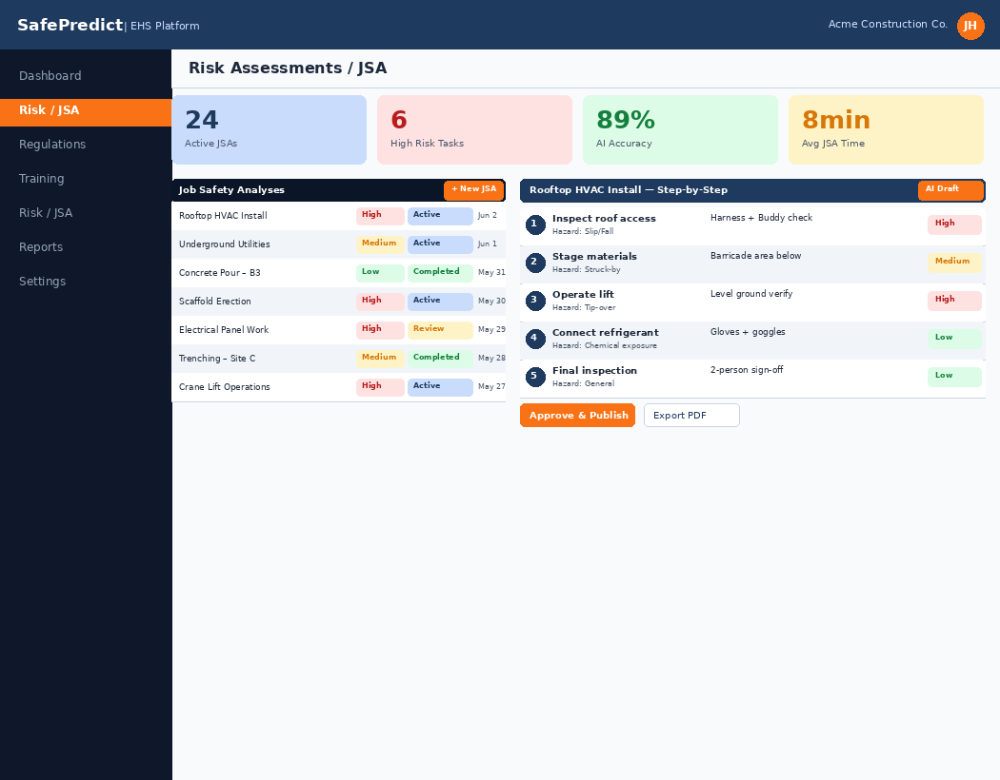 SafePredict | EHS Platform
Acme Construction Co. JH
Dashboard
Risk / JSA
Regulations
Training
Risk / JSA
Reports
Settings
Risk Assessments / JSA
24
Active JSAs
6
High Risk Tasks
89%
AI Accuracy
8min
Avg JSA Time
Job Safety Analyses + New JSA
Rooftop HVAC Install High Active Jun 2
Underground Utilities Medium Active Jun 1
Concrete Pour – B3 Low Completed May 31
Scaffold Erection High Active May 30
Electrical Panel Work High Review May 29
Trenching – Site C Medium Completed May 28
Crane Lift Operations High Active May 27
Rooftop HVAC Install — Step-by-Step AI Draft
1 Inspect roof access Harness + Buddy check High
Hazard: Slip/Fall
2 Stage materials Barricade area below Medium
Hazard: Struck-by
3 Operate lift Level ground verify High
Hazard: Tip-over
4 Connect refrigerant Gloves + goggles Low
Hazard: Chemical exposure
5 Final inspection 2-person sign-off Low
Hazard: General
Approve & Publish Export PDF